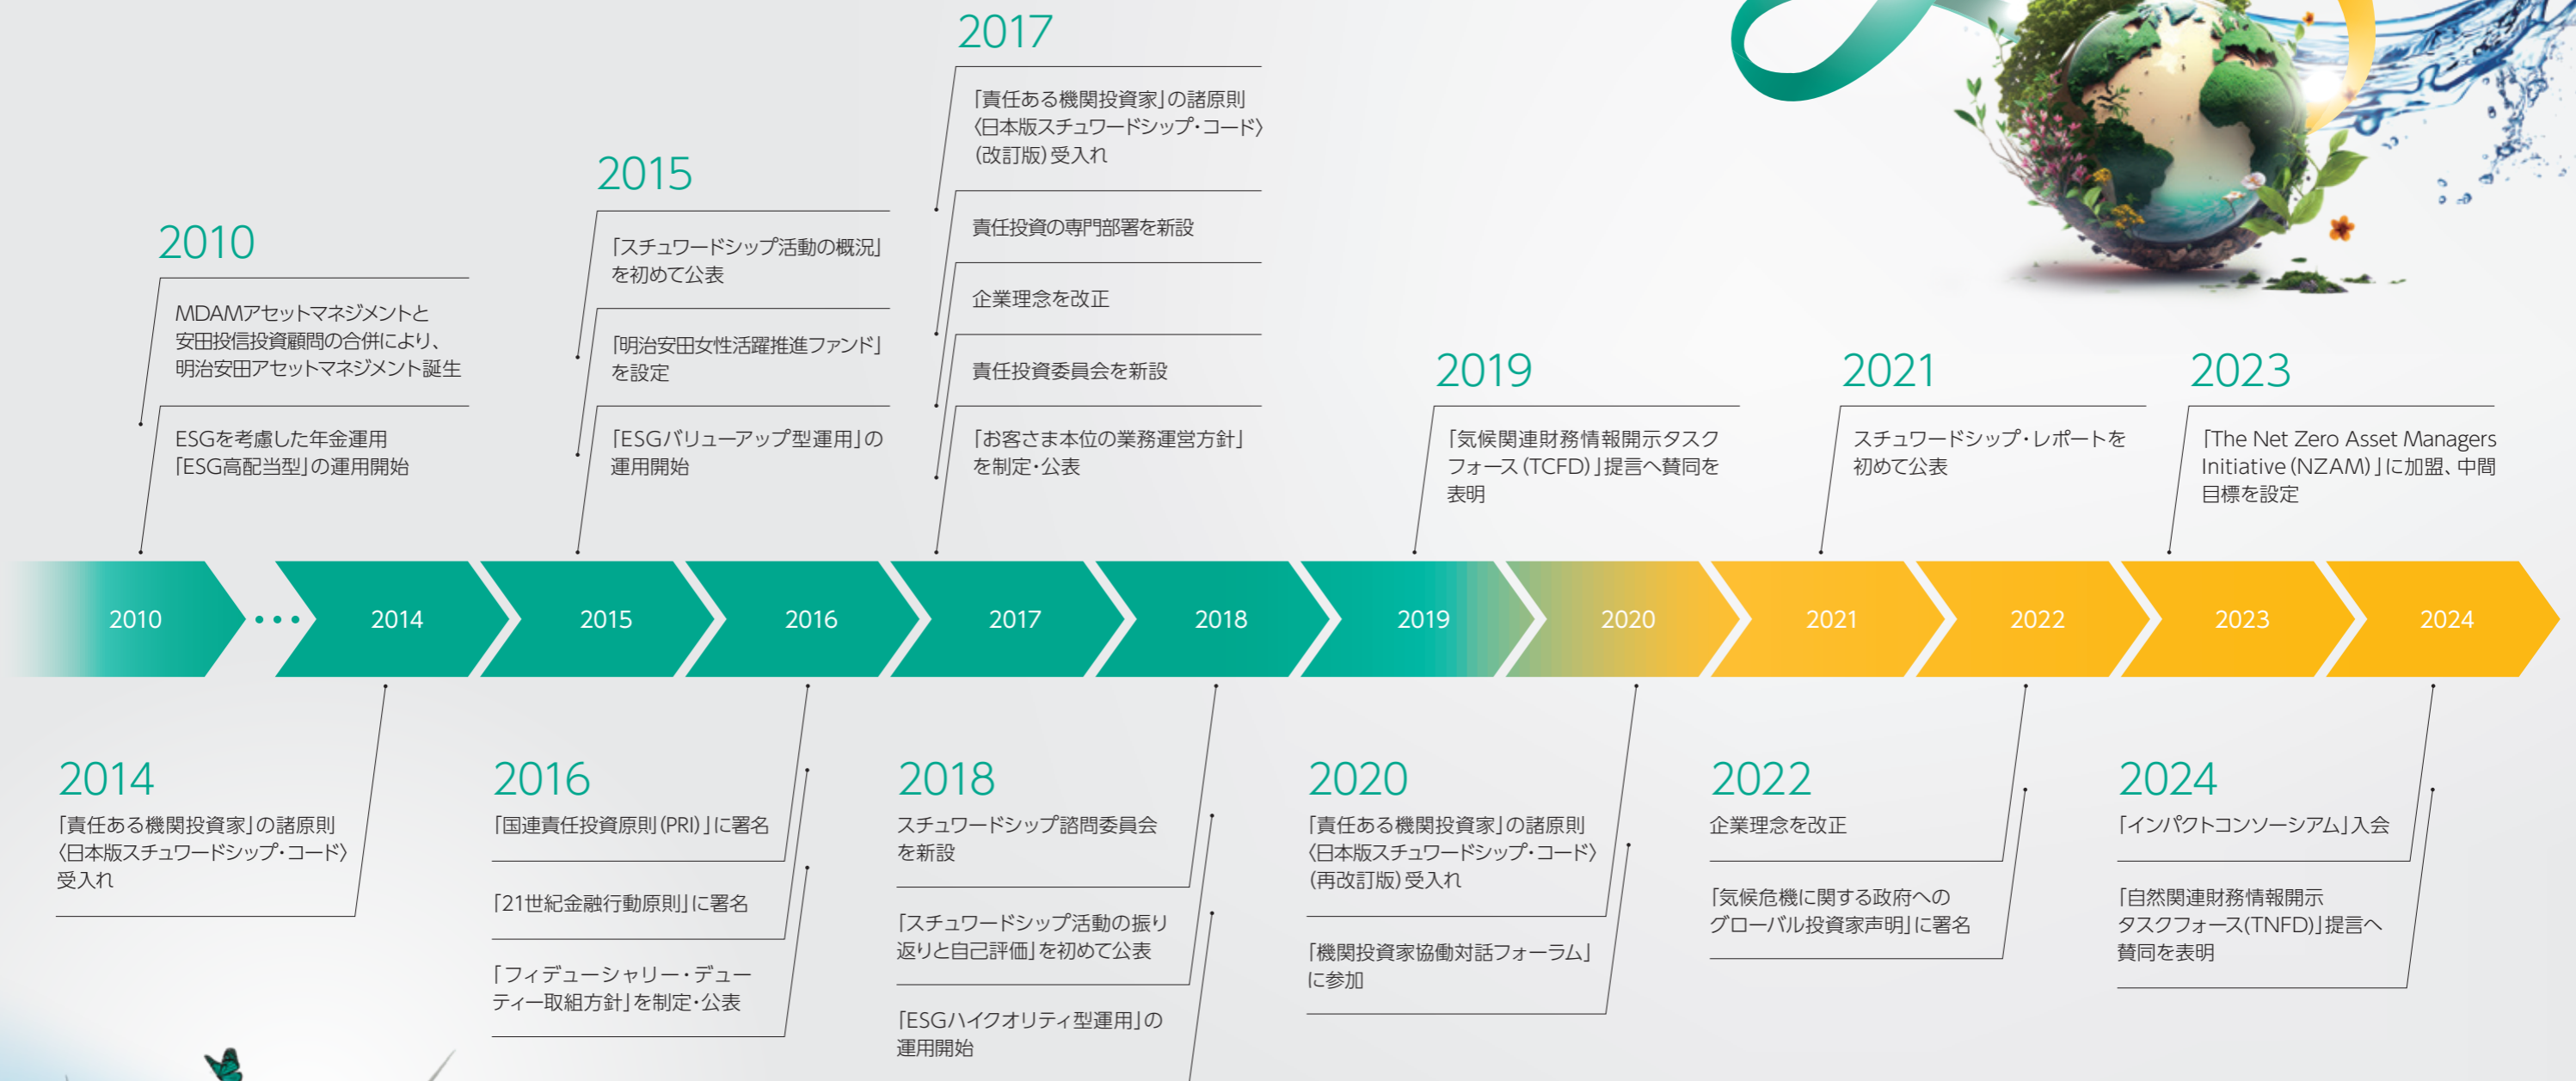 2010
MDAMアセットマネジメントと
安田投信投資顧問の合併により、
明治安田アセットマネジメント誕生
ESGを考慮した年金運用
「ESG高配当型」の運用開始
2015
「スチュワードシップ活動の概況」
を初めて公表
「明治安田女性活躍推進ファンド」
を設定
「ESGバリューアップ型運用」の
運用開始
2017
「責任ある機関投資家」の諸原則
〈日本版スチュワードシップ・コード〉
(改訂版)受入れ
責任投資の専門部署を新設
企業理念を改正
責任投資委員会を新設
「お客さま本位の業務運営方針」
を制定・公表
2019
「気候関連財務情報開示タスク
フォース(TCFD)」提言へ賛同を
表明
2021
スチュワードシップ・レポートを
初めて公表
2023
「The Net Zero Asset Managers
Initiative(NZAM)」に加盟、中間
目標を設定
2010 ••• 2014 2015 2016 2017 2018 2019 2020 2021 2022 2023 2024
2014
「責任ある機関投資家」の諸原則
〈日本版スチュワードシップ・コード〉
受入れ
2016
「国連責任投資原則(PRI)」に署名
「21世紀金融行動原則」に署名
「フィデューシャリー・デュー
ティー取組方針」を制定・公表
2018
スチュワードシップ諮問委員会
を新設
「スチュワードシップ活動の振り
返りと自己評価」を初めて公表
「ESGハイクオリティ型運用」の
運用開始
2020
「責任ある機関投資家」の諸原則
〈日本版スチュワードシップ・コード〉
(再改訂版)受入れ
「機関投資家協働対話フォーラム」
に参加
2022
企業理念を改正
「気候危機に関する政府への
グローバル投資家声明」に署名
2024
「インパクトコンソーシアム」入会
「自然関連財務情報開示
タスクフォース(TNFD)」提言へ
賛同を表明